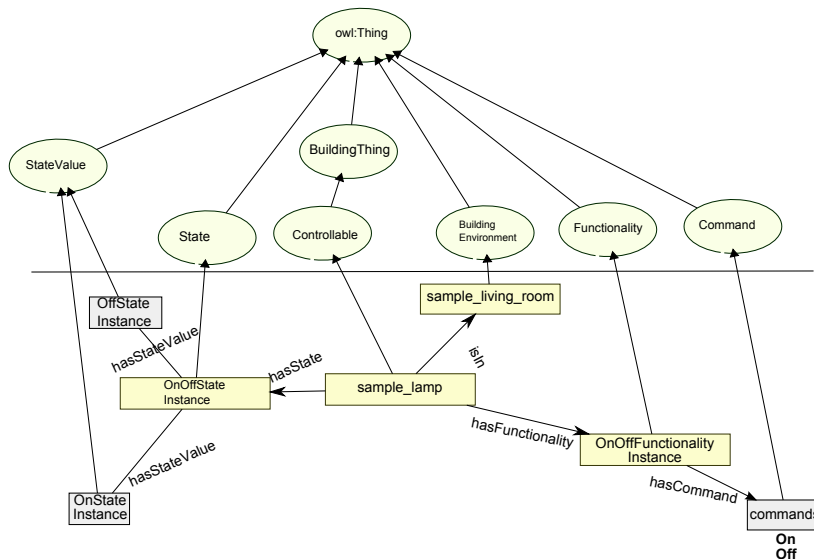 owl:Thing
BuildingThing
StateValue
State
Controllable
Building
Environment
Functionality
Command
OffState
Instance
sample_living_room
hasStateValue
hasState
isIn
OnOffState
Instance
sample_lamp
hasFunctionality
OnOffFunctionality
Instance
hasStateValue
hasCommand
OnState
Instance
commands
On
Off